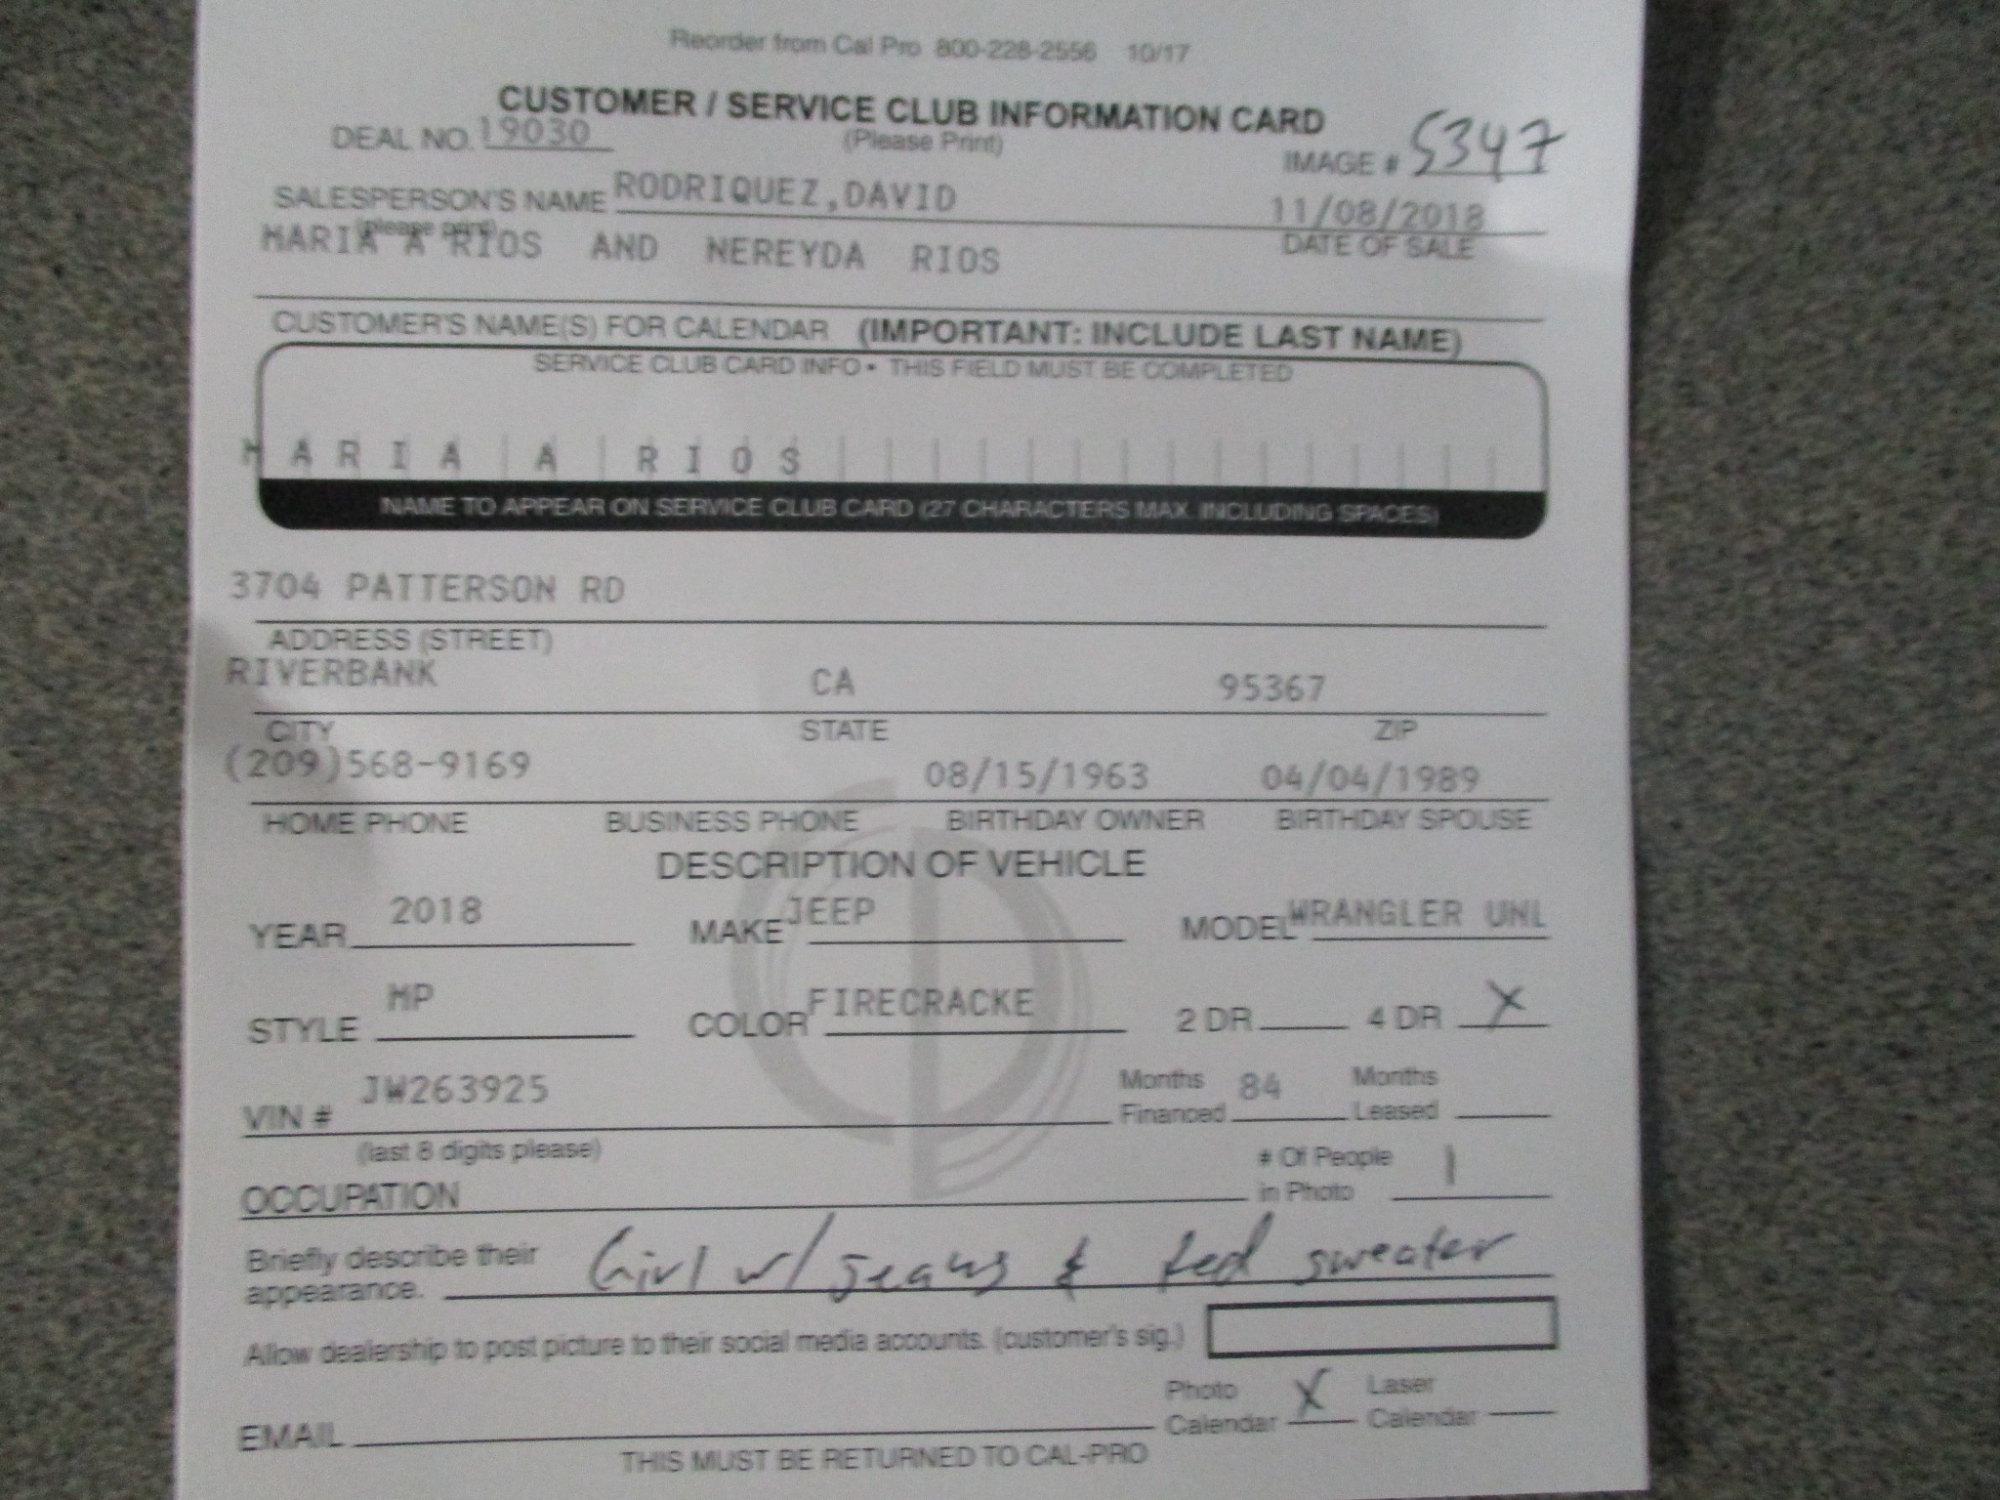 Reorder from Cal Pro 800-228-2556 10/17
CUSTOMER / SERVICE CLUB INFORMATION CARD
DEAL NO. 19030 (Please Print) IMAGE # 5347
SALESPERSON'S NAME RODRIQUEZ,DAVID 11/08/2018
(please print) DATE OF SALE
MARIA A RIOS AND NEREYDA RIOS
CUSTOMER'S NAME(S) FOR CALENDAR (IMPORTANT: INCLUDE LAST NAME)
SERVICE CLUB CARD INFO • THIS FIELD MUST BE COMPLETED
MARIA A RIOS
NAME TO APPEAR ON SERVICE CLUB CARD (27 CHARACTERS MAX. INCLUDING SPACES)
3704 PATTERSON RD
ADDRESS (STREET)
RIVERBANK CA 95367
CITY STATE ZIP
(209)568-9169 08/15/1963 04/04/1989
HOME PHONE BUSINESS PHONE BIRTHDAY OWNER BIRTHDAY SPOUSE
DESCRIPTION OF VEHICLE
YEAR 2018 MAKE JEEP MODEL WRANGLER UNL
STYLE MP COLOR FIRECRACKE 2 DR 4 DR X
VIN # JW263925 Months Financed 84 Months Leased
(last 8 digits please)
OCCUPATION # Of People in Photo 1
Briefly describe their appearance. Girl w/ jeans & red sweater
Allow dealership to post picture to their social media accounts. (customer's sig.)
EMAIL Photo Calendar X Laser Calendar
THIS MUST BE RETURNED TO CAL-PRO